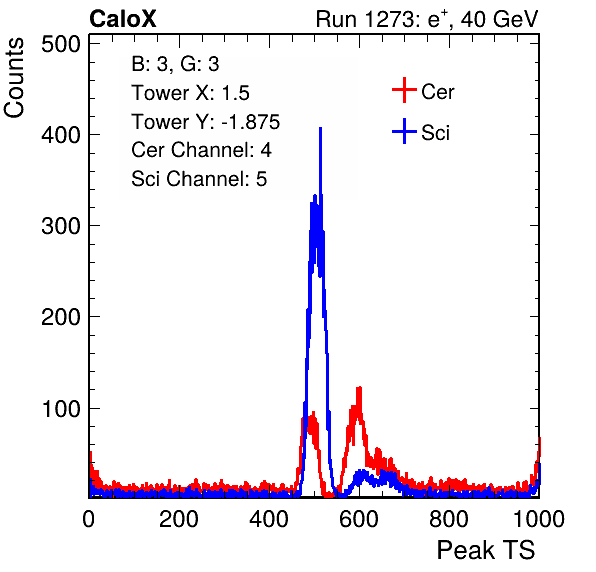 CaloX Run 1273: e⁺, 40 GeV
Counts
500
400
300
200
100
B: 3, G: 3
Tower X: 1.5
Tower Y: -1.875
Cer Channel: 4
Sci Channel: 5
Cer
Sci
0 200 400 600 800 1000
Peak TS